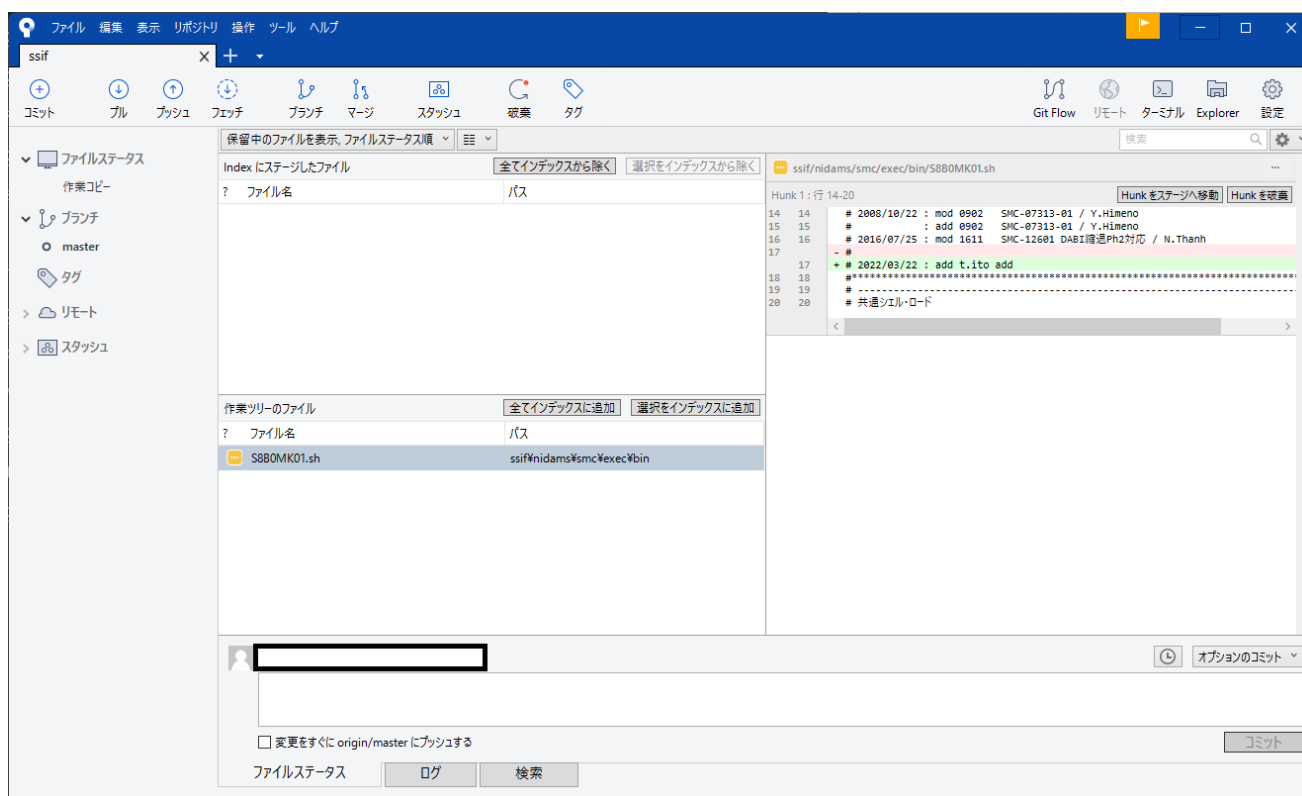 ファイル 編集 表示 リポジトリ 操作 ツール ヘルプ
ssif
コミット プル プッシュ フェッチ ブランチ マージ スタッシュ 破棄 タグ Git Flow リモート ターミナル Explorer 設定
保留中のファイルを表示, ファイルステータス順 検索
ファイルステータス
作業コピー
ブランチ
master
タグ
リモート
スタッシュ
Index にステージしたファイル 全てインデックスから除く 選択をインデックスから除く
? ファイル名 パス
作業ツリーのファイル 全てインデックスに追加 選択をインデックスに追加
? ファイル名 パス
S8B0MK01.sh ssif¥nidams¥smc¥exec¥bin
ssif/nidams/smc/exec/bin/S8B0MK01.sh
Hunk 1 : 行 14-20 Hunk をステージへ移動 Hunk を破棄
14 14 # 2008/10/22 : mod 0902 SMC-07313-01 / Y.Himeno
15 15 # : add 0902 SMC-07313-01 / Y.Himeno
16 16 # 2016/07/25 : mod 1611 SMC-12601 DABI縮退Ph2対応 / N.Thanh
17 - #
17 + # 2022/03/22 : add t.ito add
18 18 #******************************************************************************
19 19 # ------------------------------------------------------------------------------
20 20 # 共通シェル・ロード
オプションのコミット
変更をすぐに origin/master にプッシュする
コミット
ファイルステータス ログ 検索